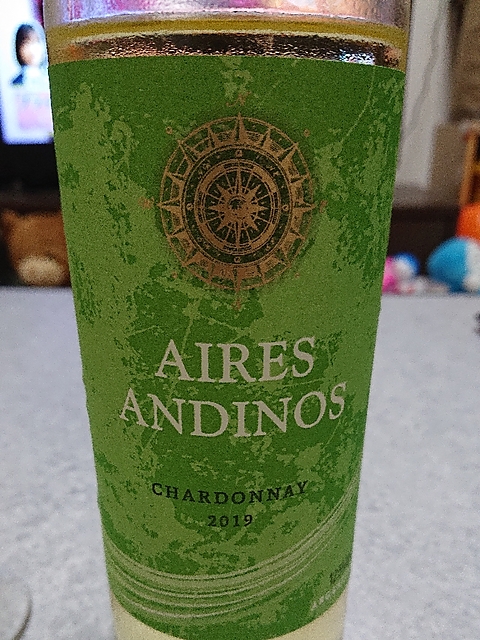 AIRES
ANDINOS
CHARDONNAY
2019